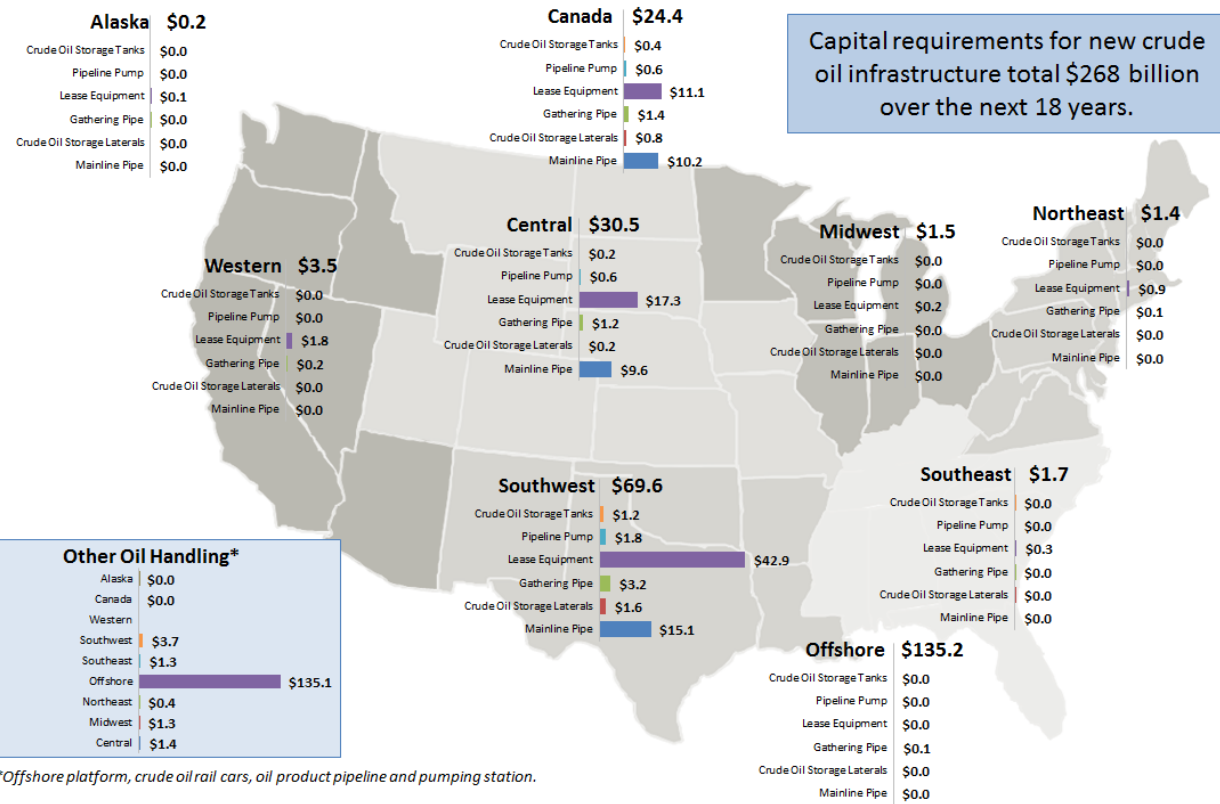 Alaska $0.2
Crude Oil Storage Tanks $0.0
Pipeline Pump $0.0
Lease Equipment $0.1
Gathering Pipe $0.0
Crude Oil Storage Laterals $0.0
Mainline Pipe $0.0
Canada $24.4
Crude Oil Storage Tanks $0.4
Pipeline Pump $0.6
Lease Equipment $11.1
Gathering Pipe $1.4
Crude Oil Storage Laterals $0.8
Mainline Pipe $10.2
Capital requirements for new crude
oil infrastructure total $268 billion
over the next 18 years.
Western $3.5
Crude Oil Storage Tanks $0.0
Pipeline Pump $0.0
Lease Equipment $1.8
Gathering Pipe $0.2
Crude Oil Storage Laterals $0.0
Mainline Pipe $0.0
Central $30.5
Crude Oil Storage Tanks $0.2
Pipeline Pump $0.6
Lease Equipment $17.3
Gathering Pipe $1.2
Crude Oil Storage Laterals $0.2
Mainline Pipe $9.6
Midwest $1.5
Crude Oil Storage Tanks $0.0
Pipeline Pump $0.0
Lease Equipment $0.2
Gathering Pipe $0.0
Crude Oil Storage Laterals $0.0
Mainline Pipe $0.0
Northeast $1.4
Crude Oil Storage Tanks $0.0
Pipeline Pump $0.0
Lease Equipment $0.9
Gathering Pipe $0.1
Crude Oil Storage Laterals $0.0
Mainline Pipe $0.0
Southwest $69.6
Crude Oil Storage Tanks $1.2
Pipeline Pump $1.8
Lease Equipment $42.9
Gathering Pipe $3.2
Crude Oil Storage Laterals $1.6
Mainline Pipe $15.1
Southeast $1.7
Crude Oil Storage Tanks $0.0
Pipeline Pump $0.0
Lease Equipment $0.3
Gathering Pipe $0.0
Crude Oil Storage Laterals $0.0
Mainline Pipe $0.0
Other Oil Handling*
Alaska $0.0
Canada $0.0
Western
Southwest $3.7
Southeast $1.3
Offshore $135.1
Northeast $0.4
Midwest $1.3
Central $1.4
Offshore $135.2
Crude Oil Storage Tanks $0.0
Pipeline Pump $0.0
Lease Equipment $0.0
Gathering Pipe $0.1
Crude Oil Storage Laterals $0.0
Mainline Pipe $0.0
*Offshore platform, crude oil rail cars, oil product pipeline and pumping station.